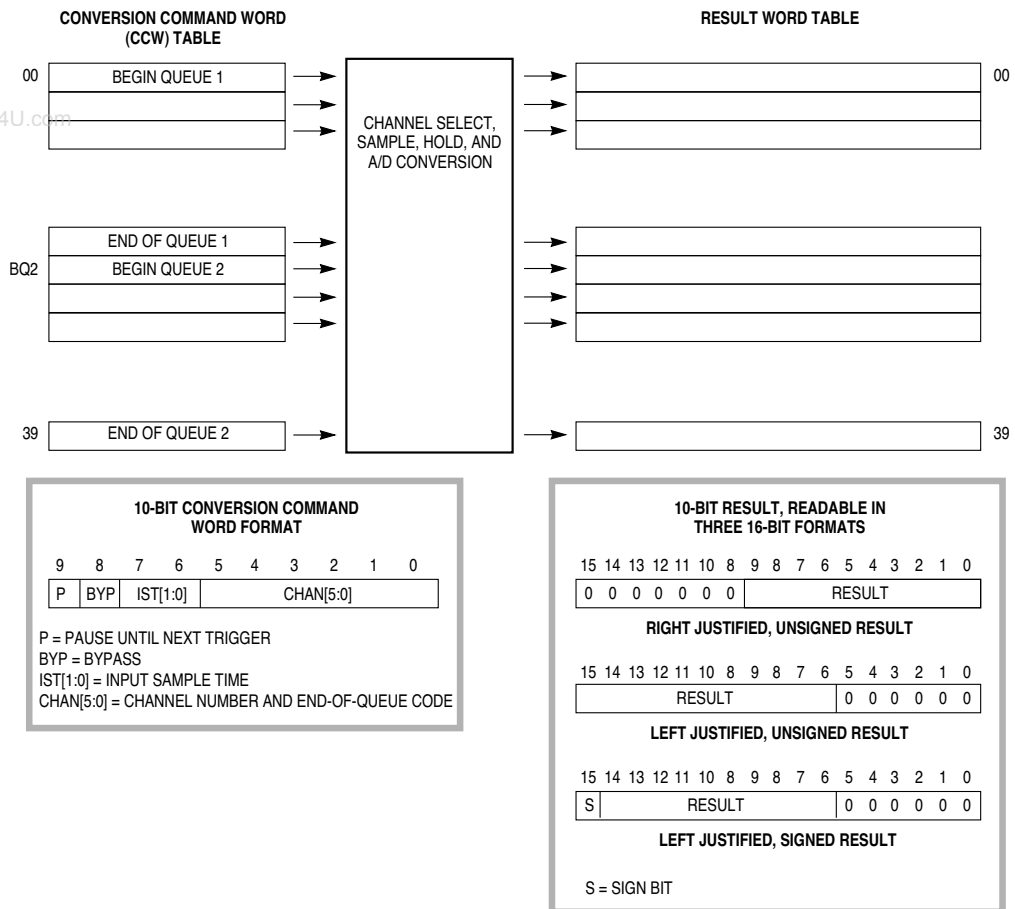 CONVERSION COMMAND WORD
(CCW) TABLE
RESULT WORD TABLE
00 BEGIN QUEUE 1 00
4U.com
CHANNEL SELECT,
SAMPLE, HOLD, AND
A/D CONVERSION
END OF QUEUE 1
BQ2 BEGIN QUEUE 2
39 END OF QUEUE 2 39
10-BIT CONVERSION COMMAND
WORD FORMAT
9 8 7 6 5 4 3 2 1 0
P BYP IST[1:0] CHAN[5:0]
P = PAUSE UNTIL NEXT TRIGGER
BYP = BYPASS
IST[1:0] = INPUT SAMPLE TIME
CHAN[5:0] = CHANNEL NUMBER AND END-OF-QUEUE CODE
10-BIT RESULT, READABLE IN
THREE 16-BIT FORMATS
15 14 13 12 11 10 8 9 8 7 6 5 4 3 2 1 0
0 0 0 0 0 0 0 RESULT
RIGHT JUSTIFIED, UNSIGNED RESULT
15 14 13 12 11 10 8 9 8 7 6 5 4 3 2 1 0
RESULT 0 0 0 0 0 0
LEFT JUSTIFIED, UNSIGNED RESULT
15 14 13 12 11 10 8 9 8 7 6 5 4 3 2 1 0
S RESULT 0 0 0 0 0 0
LEFT JUSTIFIED, SIGNED RESULT
S = SIGN BIT